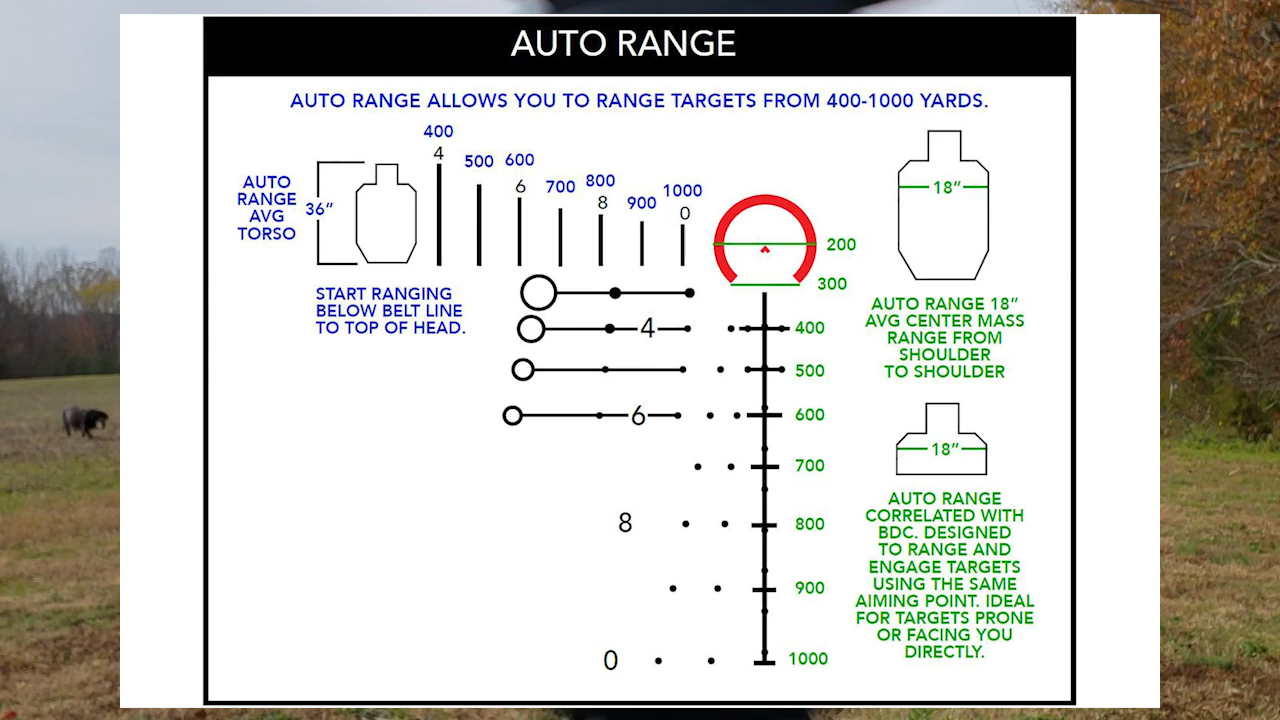 AUTO RANGE
AUTO RANGE ALLOWS YOU TO RANGE TARGETS FROM 400-1000 YARDS.
AUTO
RANGE
AVG
TORSO
36”
400
4
500
600
6
700
800
8
900
1000
0
START RANGING
BELOW BELT LINE
TO TOP OF HEAD.
200
300
4
400
500
6
600
700
8
800
900
0
1000
18”
AUTO RANGE 18”
AVG CENTER MASS
RANGE FROM
SHOULDER
TO SHOULDER
18”
AUTO RANGE
CORRELATED WITH
BDC. DESIGNED
TO RANGE AND
ENGAGE TARGETS
USING THE SAME
AIMING POINT. IDEAL
FOR TARGETS PRONE
OR FACING YOU
DIRECTLY.